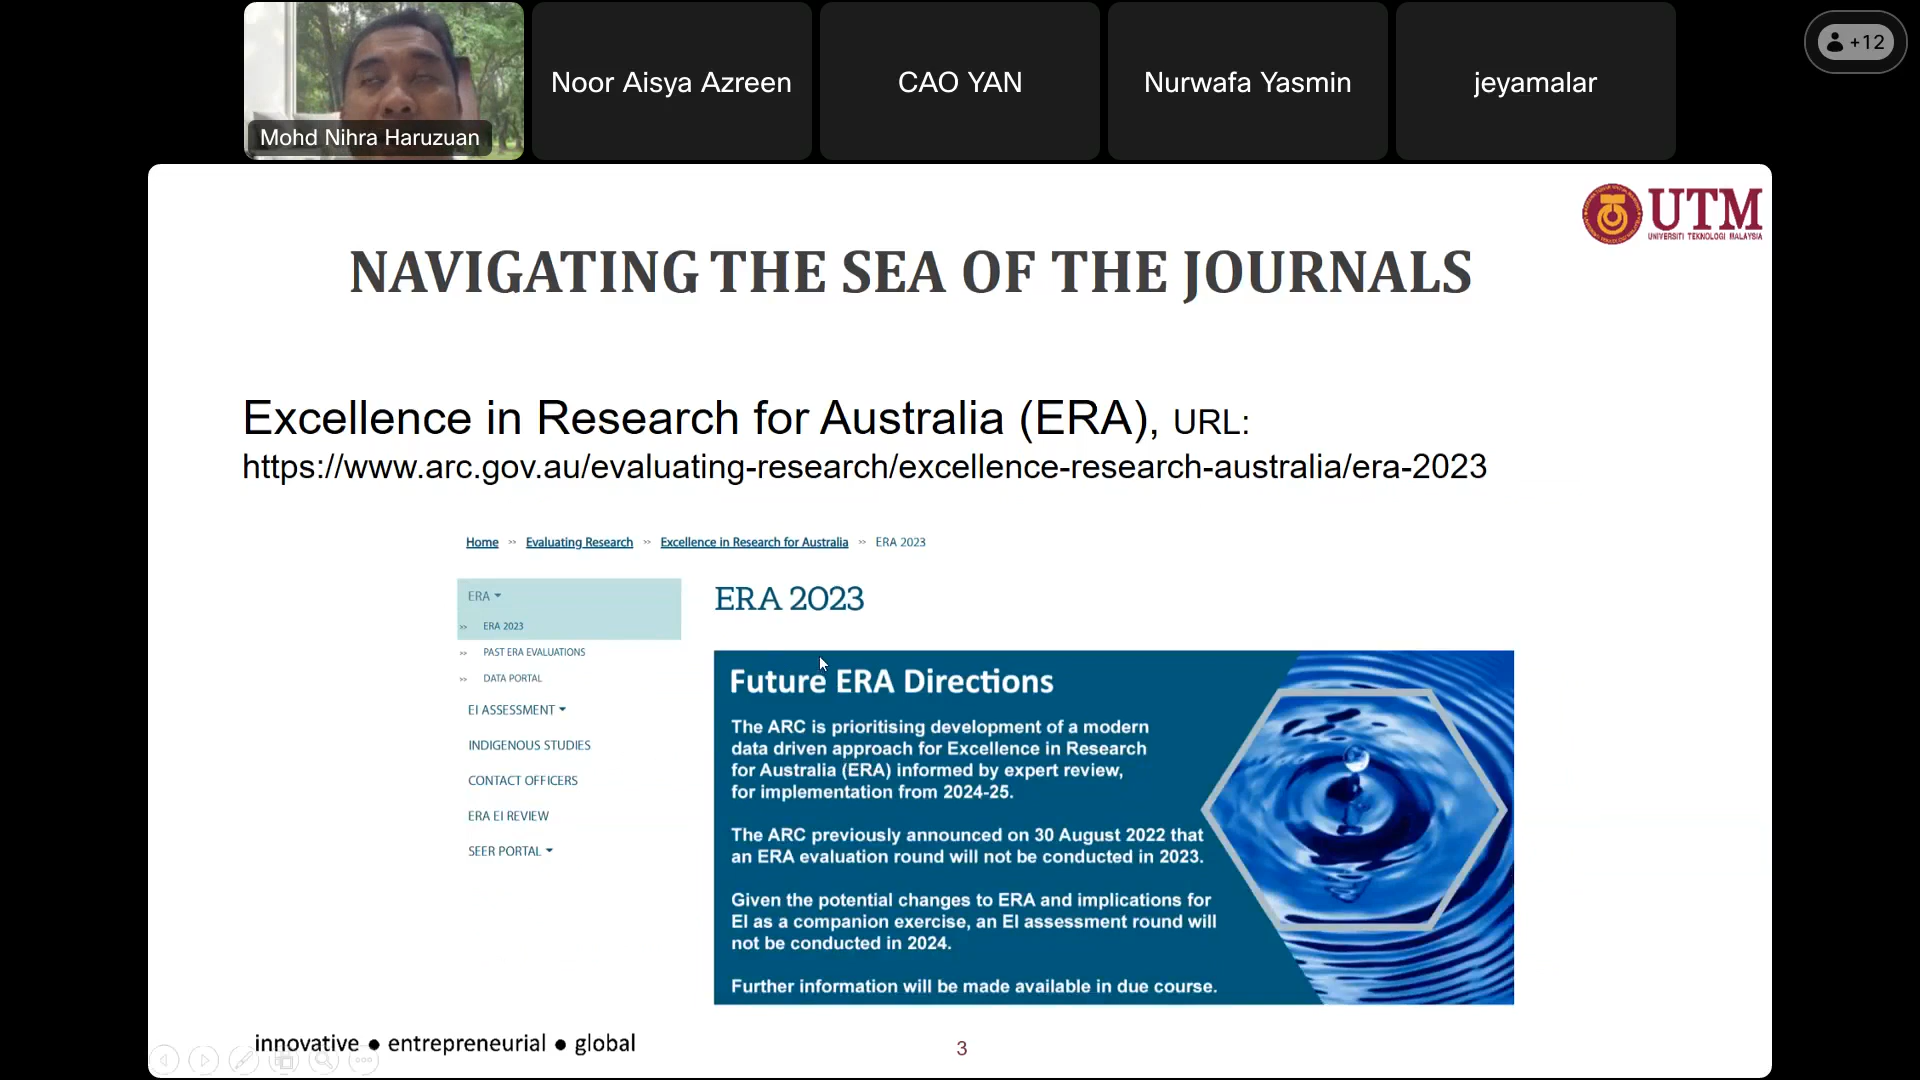 Mohd Nihra Haruzuan
Noor Aisya Azreen
CAO YAN
Nurwafa Yasmin
jeyamalar
+12
UTM
UNIVERSITI TEKNOLOGI MALAYSIA
NAVIGATING THE SEA OF THE JOURNALS
Excellence in Research for Australia (ERA), URL:
https://www.arc.gov.au/evaluating-research/excellence-research-australia/era-2023
Home >> Evaluating Research >> Excellence in Research for Australia >> ERA 2023
ERA
>> ERA 2023
>> PAST ERA EVALUATIONS
>> DATA PORTAL
EI ASSESSMENT
INDIGENOUS STUDIES
CONTACT OFFICERS
ERA EI REVIEW
SEER PORTAL
ERA 2023
Future ERA Directions
The ARC is prioritising development of a modern
data driven approach for Excellence in Research
for Australia (ERA) informed by expert review,
for implementation from 2024-25.
The ARC previously announced on 30 August 2022 that
an ERA evaluation round will not be conducted in 2023.
Given the potential changes to ERA and implications for
EI as a companion exercise, an EI assessment round will
not be conducted in 2024.
Further information will be made available in due course.
innovative ● entrepreneurial ● global
3